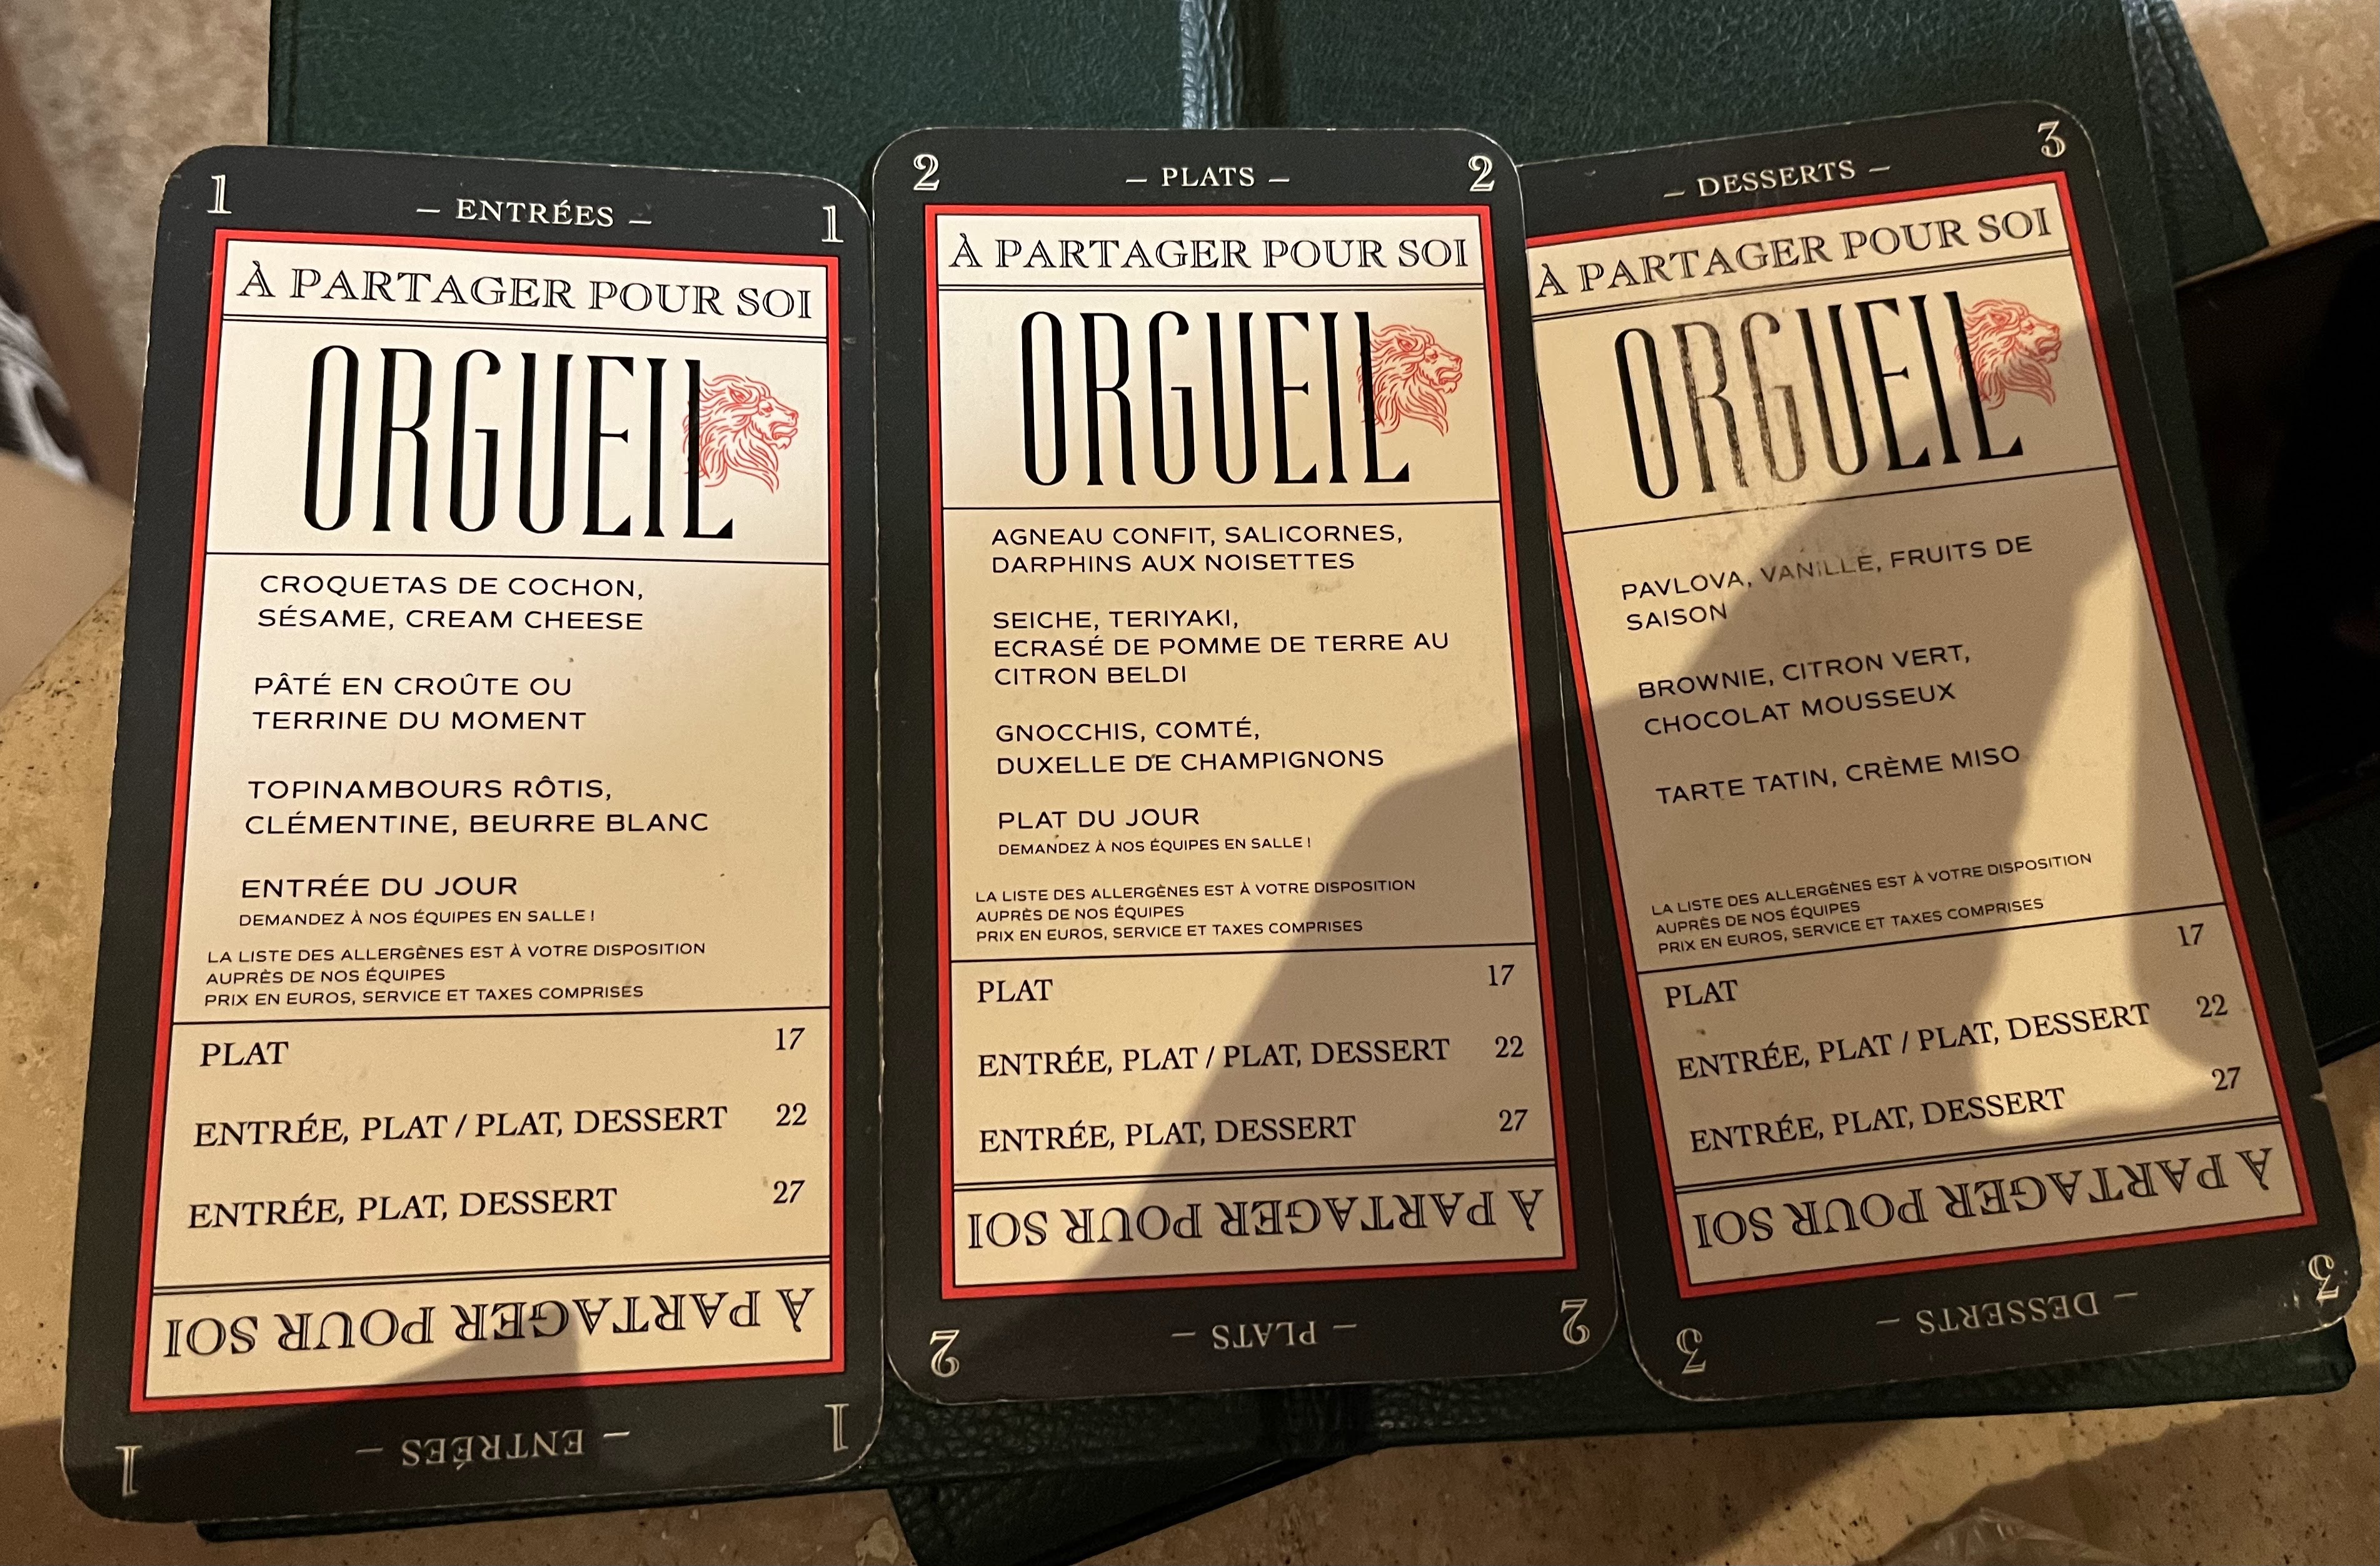 1
— ENTRÉES —
1
À PARTAGER POUR SOI
ORGUEIL
CROQUETAS DE COCHON,
SÉSAME, CREAM CHEESE
PÂTÉ EN CROÛTE OU
TERRINE DU MOMENT
TOPINAMBOURS RÔTIS,
CLÉMENTINE, BEURRE BLANC
ENTRÉE DU JOUR
DEMANDEZ À NOS ÉQUIPES EN SALLE !
LA LISTE DES ALLERGÈNES EST À VOTRE DISPOSITION
AUPRÈS DE NOS ÉQUIPES
PRIX EN EUROS, SERVICE ET TAXES COMPRISES
PLAT 17
ENTRÉE, PLAT / PLAT, DESSERT 22
ENTRÉE, PLAT, DESSERT 27
À PARTAGER POUR SOI
1
— ENTRÉES —
1
2
— PLATS —
2
À PARTAGER POUR SOI
ORGUEIL
AGNEAU CONFIT, SALICORNES,
DARPHINS AUX NOISETTES
SEICHE, TERIYAKI,
ECRASÉ DE POMME DE TERRE AU
CITRON BELDI
GNOCCHIS, COMTÉ,
DUXELLE DE CHAMPIGNONS
PLAT DU JOUR
DEMANDEZ À NOS ÉQUIPES EN SALLE !
LA LISTE DES ALLERGÈNES EST À VOTRE DISPOSITION
AUPRÈS DE NOS ÉQUIPES
PRIX EN EUROS, SERVICE ET TAXES COMPRISES
PLAT 17
ENTRÉE, PLAT / PLAT, DESSERT 22
ENTRÉE, PLAT, DESSERT 27
À PARTAGER POUR SOI
2
— PLATS —
2
— DESSERTS —
3
À PARTAGER POUR SOI
ORGUEIL
PAVLOVA, VANILLE, FRUITS DE
SAISON
BROWNIE, CITRON VERT,
CHOCOLAT MOUSSEUX
TARTE TATIN, CRÈME MISO
LA LISTE DES ALLERGÈNES EST À VOTRE DISPOSITION
AUPRÈS DE NOS ÉQUIPES
PRIX EN EUROS, SERVICE ET TAXES COMPRISES
PLAT 17
ENTRÉE, PLAT / PLAT, DESSERT 22
ENTRÉE, PLAT, DESSERT 27
À PARTAGER POUR SOI
3
— DESSERTS —
3